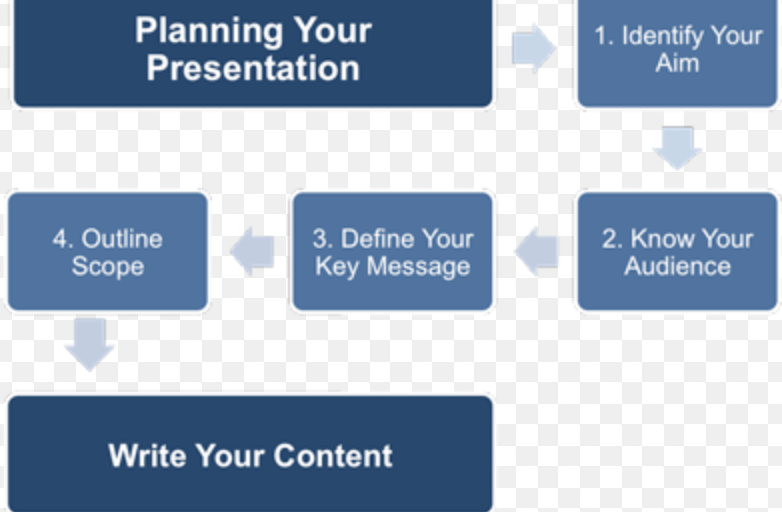 Planning Your
Presentation
1. Identify Your
Aim
2. Know Your
Audience
3. Define Your
Key Message
4. Outline
Scope
Write Your Content